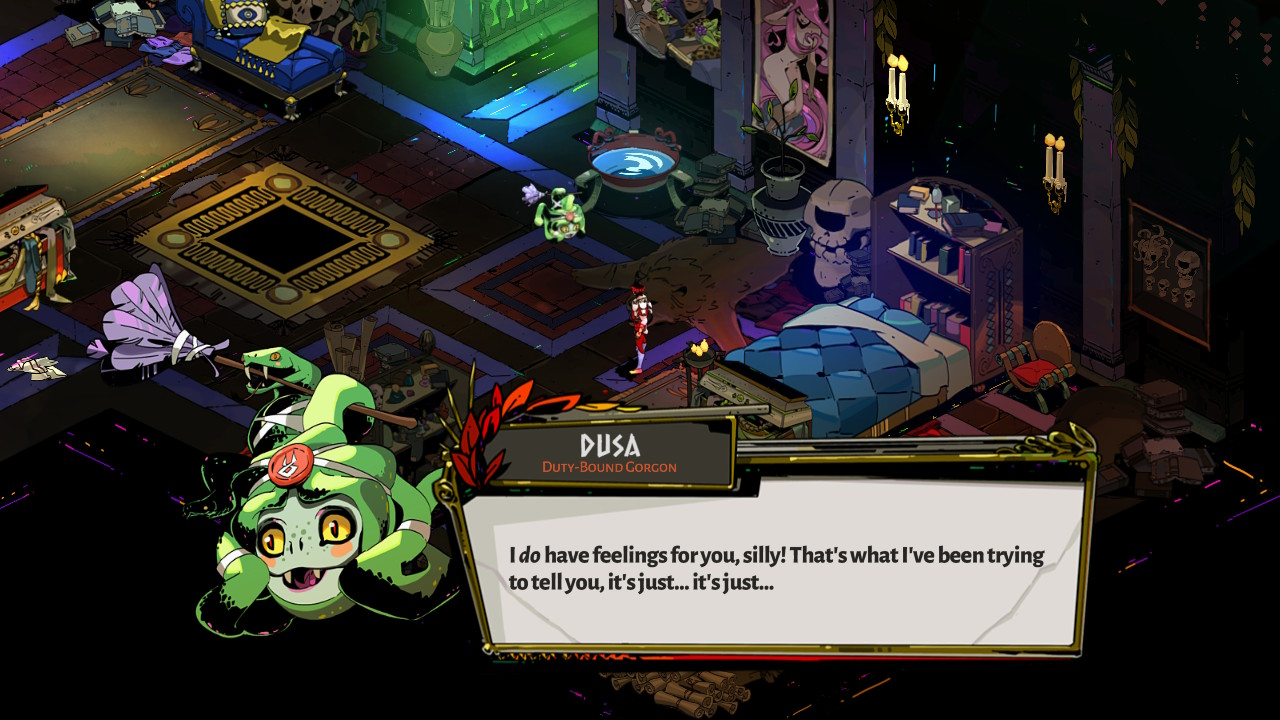 DUSA
Duty-Bound Gorgon
I do have feelings for you, silly! That's what I've been trying
to tell you, it's just... it's just...